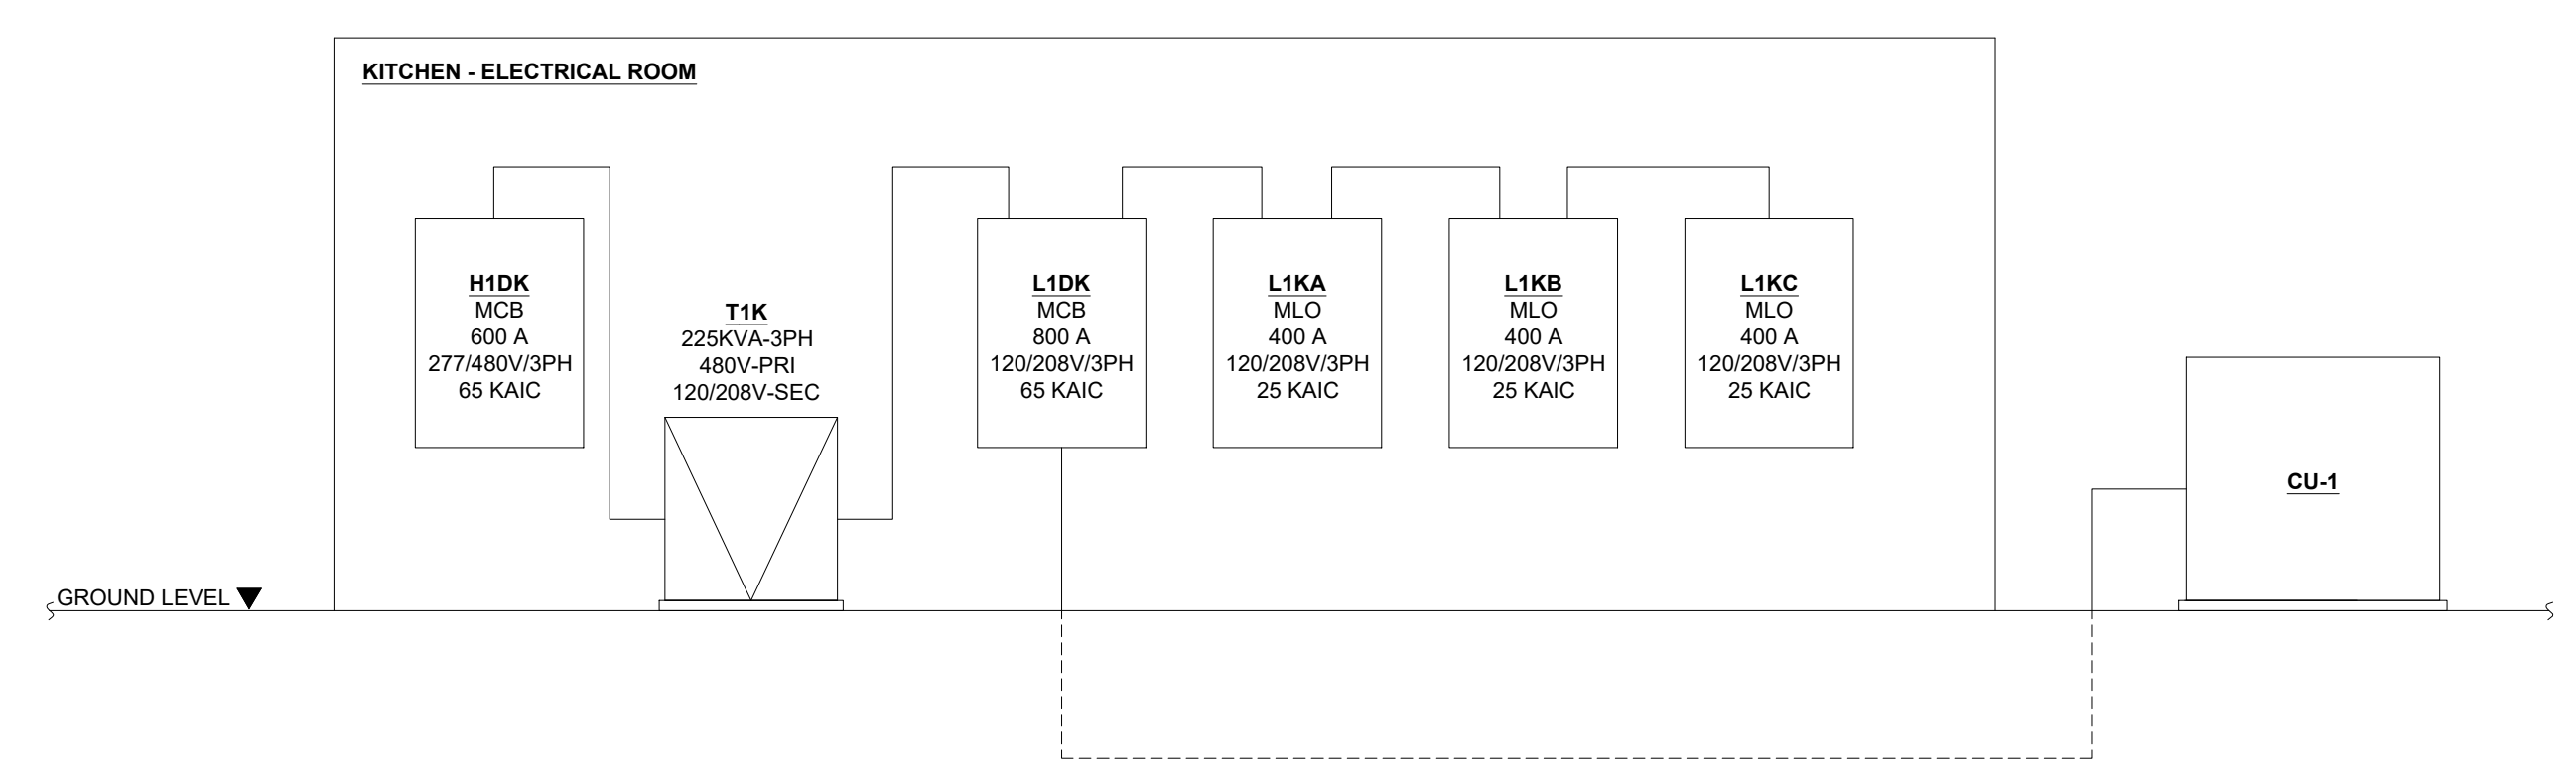 KITCHEN - ELECTRICAL ROOM
H1DK
MCB
600 A
277/480V/3PH
65 KAIC
T1K
225KVA-3PH
480V-PRI
120/208V-SEC
L1DK
MCB
800 A
120/208V/3PH
65 KAIC
L1KA
MLO
400 A
120/208V/3PH
25 KAIC
L1KB
MLO
400 A
120/208V/3PH
25 KAIC
L1KC
MLO
400 A
120/208V/3PH
25 KAIC
CU-1
GROUND LEVEL